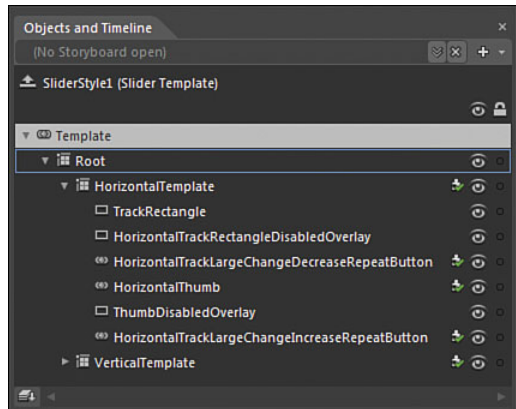 Objects and Timeline
(No Storyboard open)
SliderStyle1 (Slider Template)
Template
Root
HorizontalTemplate
TrackRectangle
HorizontalTrackRectangleDisabledOverlay
HorizontalTrackLargeChangeDecreaseRepeatButton
HorizontalThumb
ThumbDisabledOverlay
HorizontalTrackLargeChangeIncreaseRepeatButton
VerticalTemplate